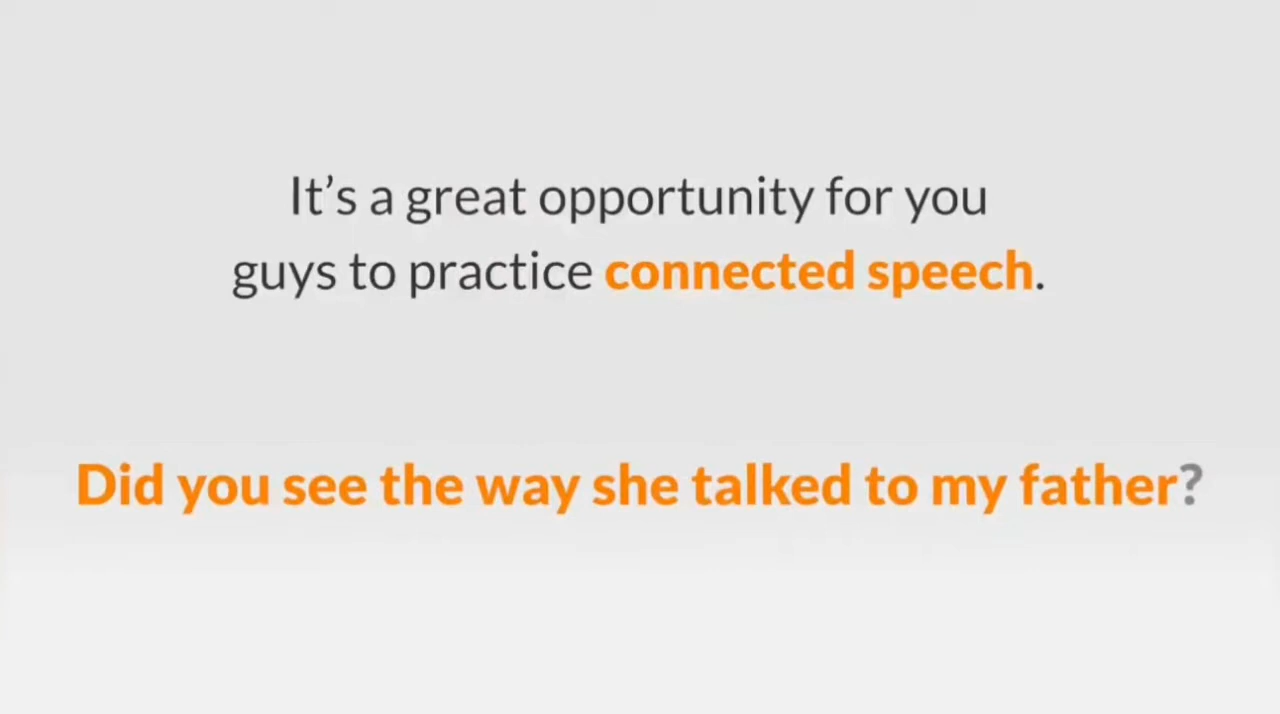 It’s a great opportunity for you
guys to practice connected speech.
Did you see the way she talked to my father?